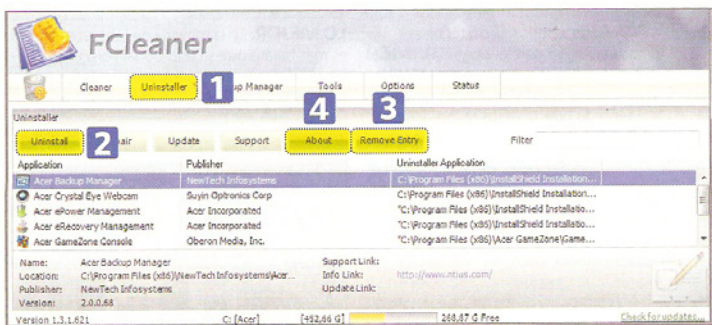 FCleaner
Cleaner Uninstaller 1 up Manager Tools Options Status
4 3
Uninstaller
Uninstall 2 air Update Support About Remove Entry Filter
Application Publisher Uninstaller Application
Acer Backup Manager NewTech Infosystems C:\Program Files (x86)\InstallShield Installation...
Acer Crystal Eye Webcam Suyin Optronics Corp C:\Program Files (x86)\InstallShield Installation...
Acer ePower Management Acer Incorporated "C:\Program Files (x86)\InstallShield Installatio...
Acer eRecovery Management Acer Incorporated "C:\Program Files (x86)\InstallShield Installatio...
Acer GameZone Console Oberon Media, Inc. "C:\Program Files (x86)\Acer GameZone\Game...
Name: Acer Backup Manager Support Link:
Location: C:\Program Files (x86)\NewTech Infosystems\Acer... Info Link: http://www.ntius.com/
Publisher: NewTech Infosystems Update Link:
Version: 2.0.0.68
Version 1.3.1.621 C: [Acer] [452,66 G] 268,87 G Free Check for updates...